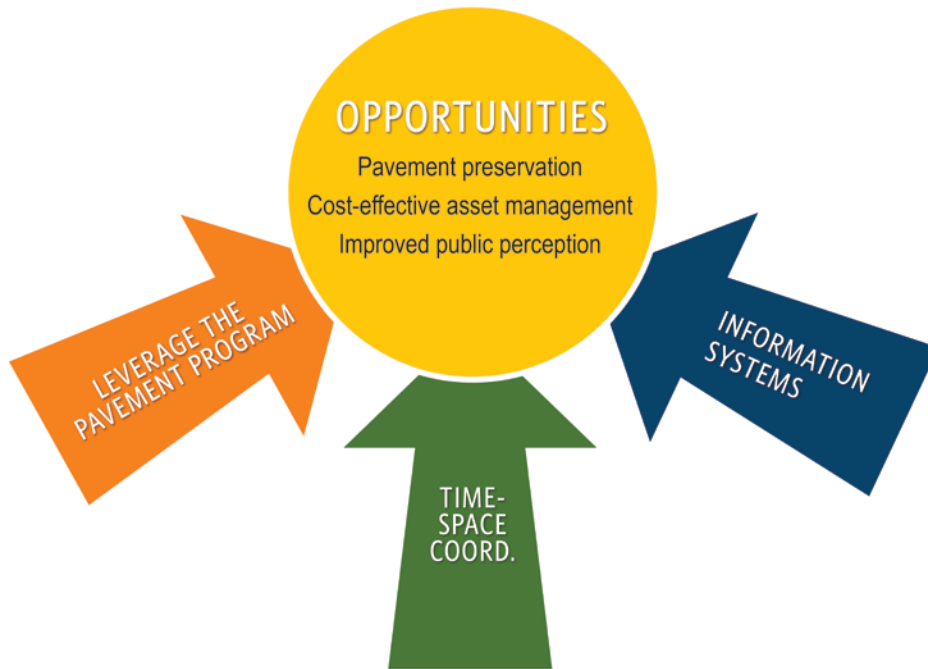 OPPORTUNITIES
Pavement preservation
Cost-effective asset management
Improved public perception
LEVERAGE THE
PAVEMENT PROGRAM
TIME-
SPACE
COORD.
INFORMATION
SYSTEMS